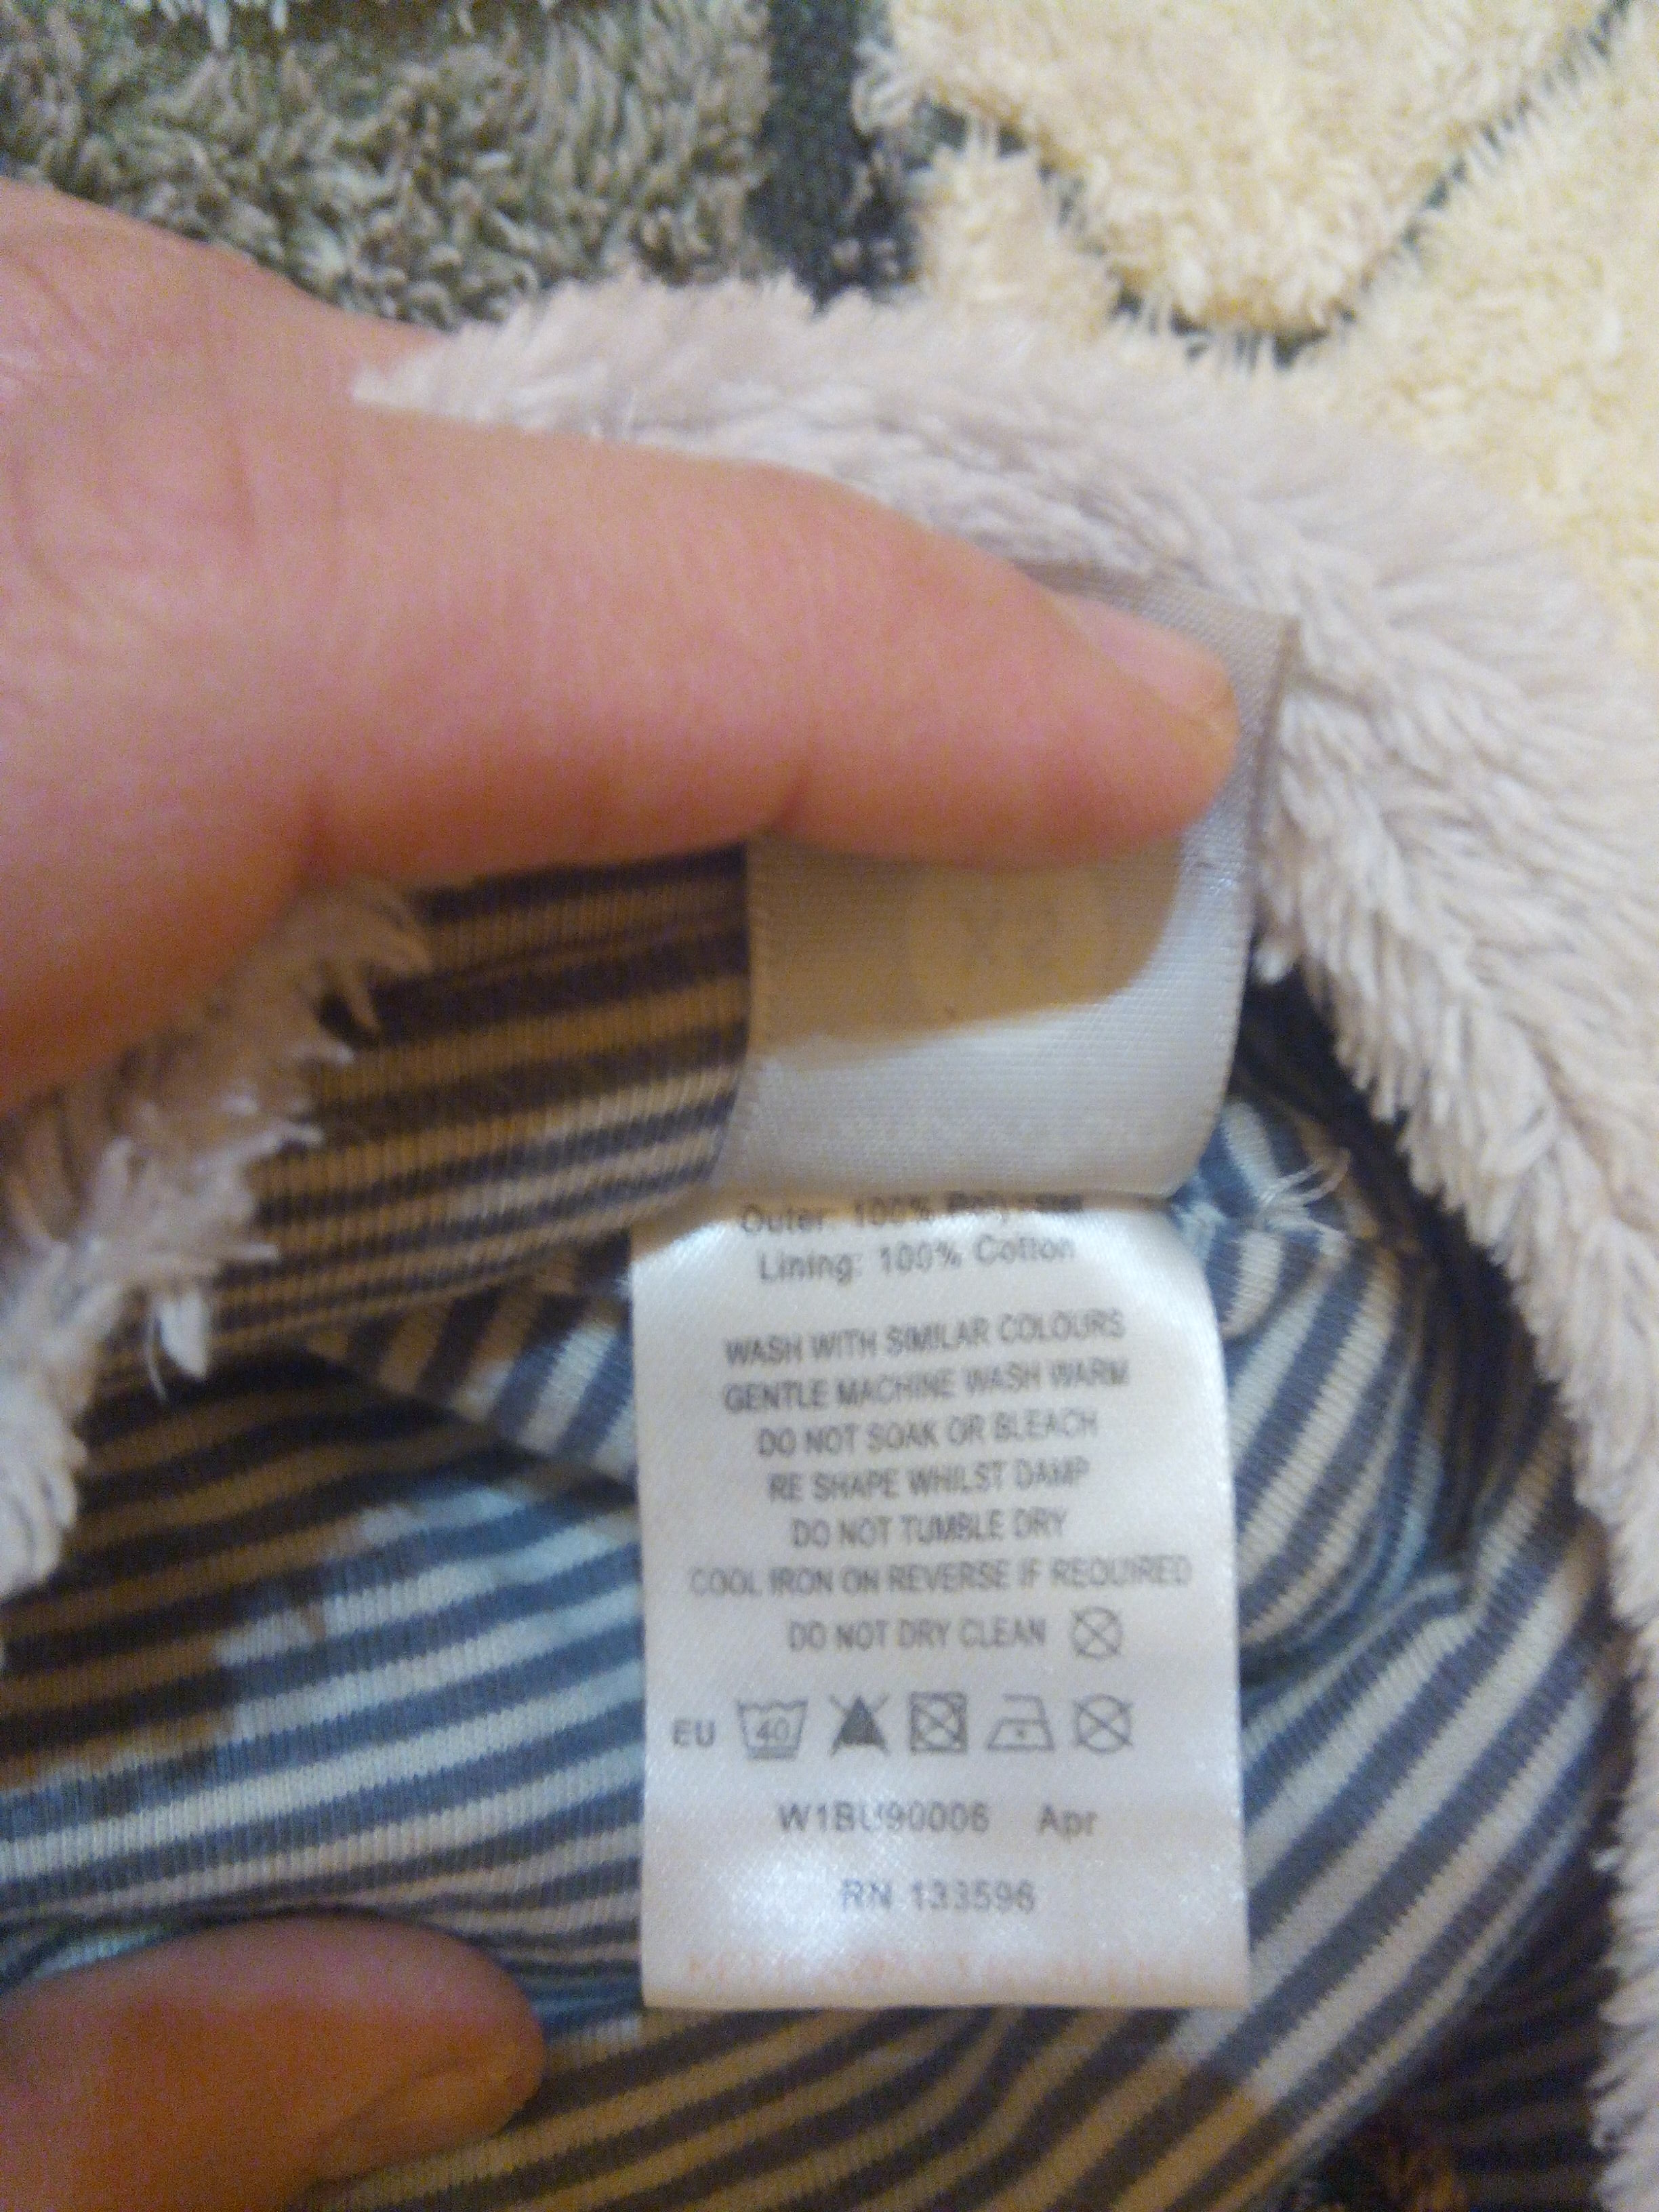 Outer: 100% Polyester
Lining: 100% Cotton
WASH WITH SIMILAR COLOURS
GENTLE MACHINE WASH WARM
DO NOT SOAK OR BLEACH
RE SHAPE WHILST DAMP
DO NOT TUMBLE DRY
COOL IRON ON REVERSE IF REQUIRED
DO NOT DRY CLEAN
EU 40
W1BU90006 Apr
RN 133596